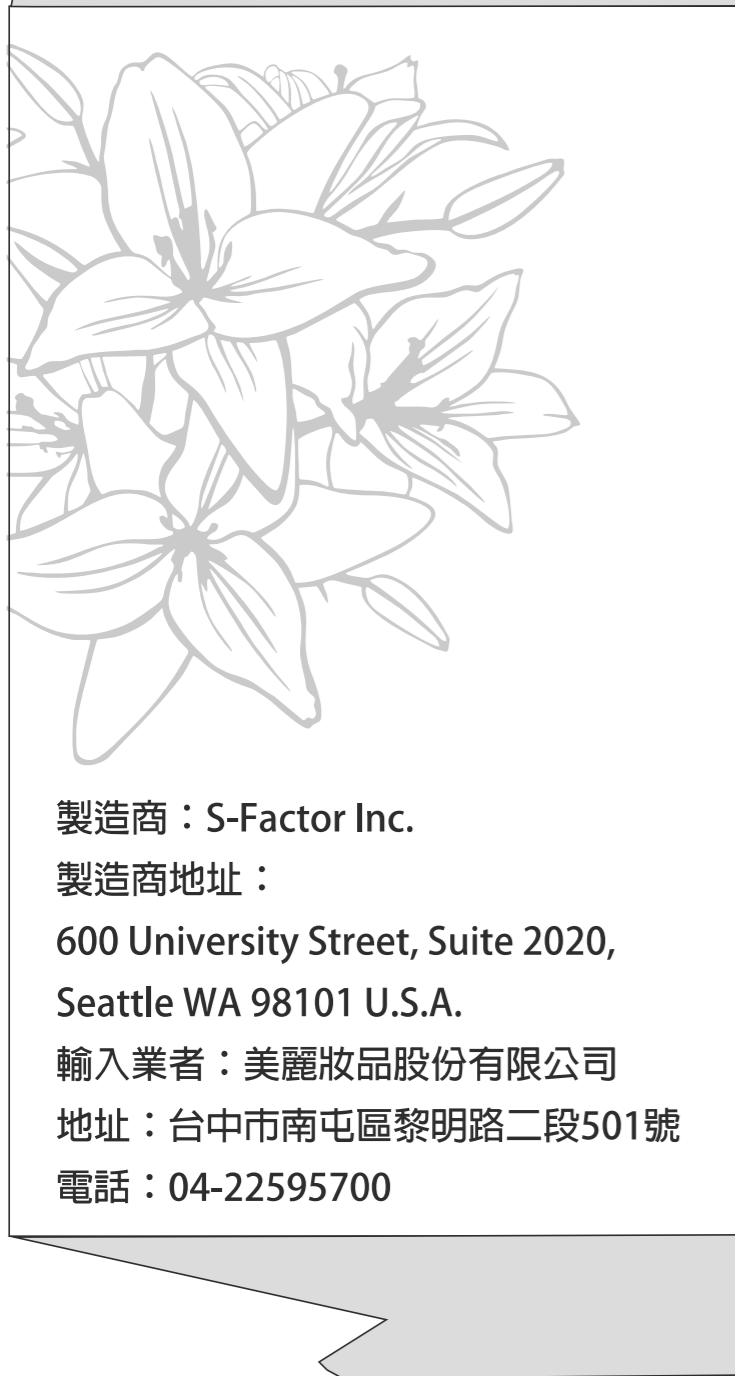 製造商：S-Factor Inc.
製造商地址：
600 University Street, Suite 2020,
Seattle WA 98101 U.S.A.
輸入業者：美麗妝品股份有限公司
地址：台中市南屯區黎明路二段501號
電話：04-22595700